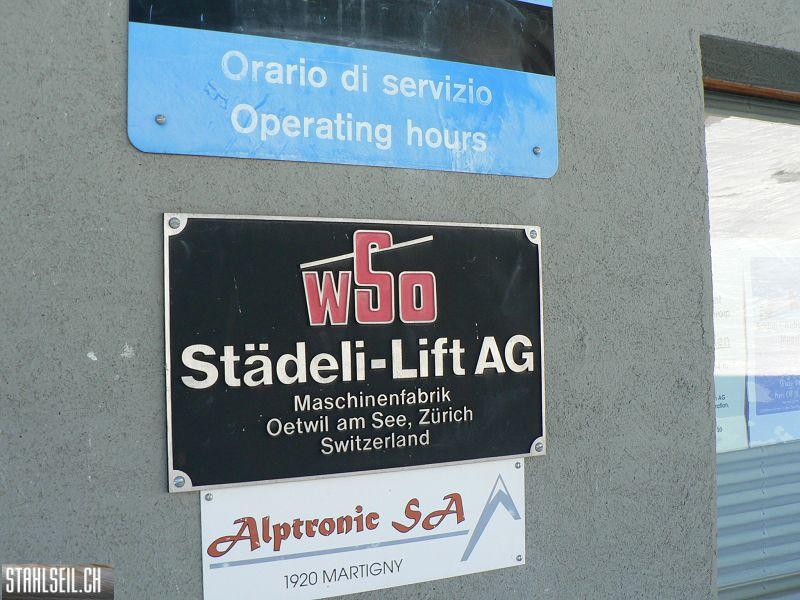 Orario di servizio
Operating hours
WSO
Städeli-Lift AG
Maschinenfabrik
Oetwil am See, Zürich
Switzerland
Alptronic SA
1920 MARTIGNY
STAHLSEIL.CH